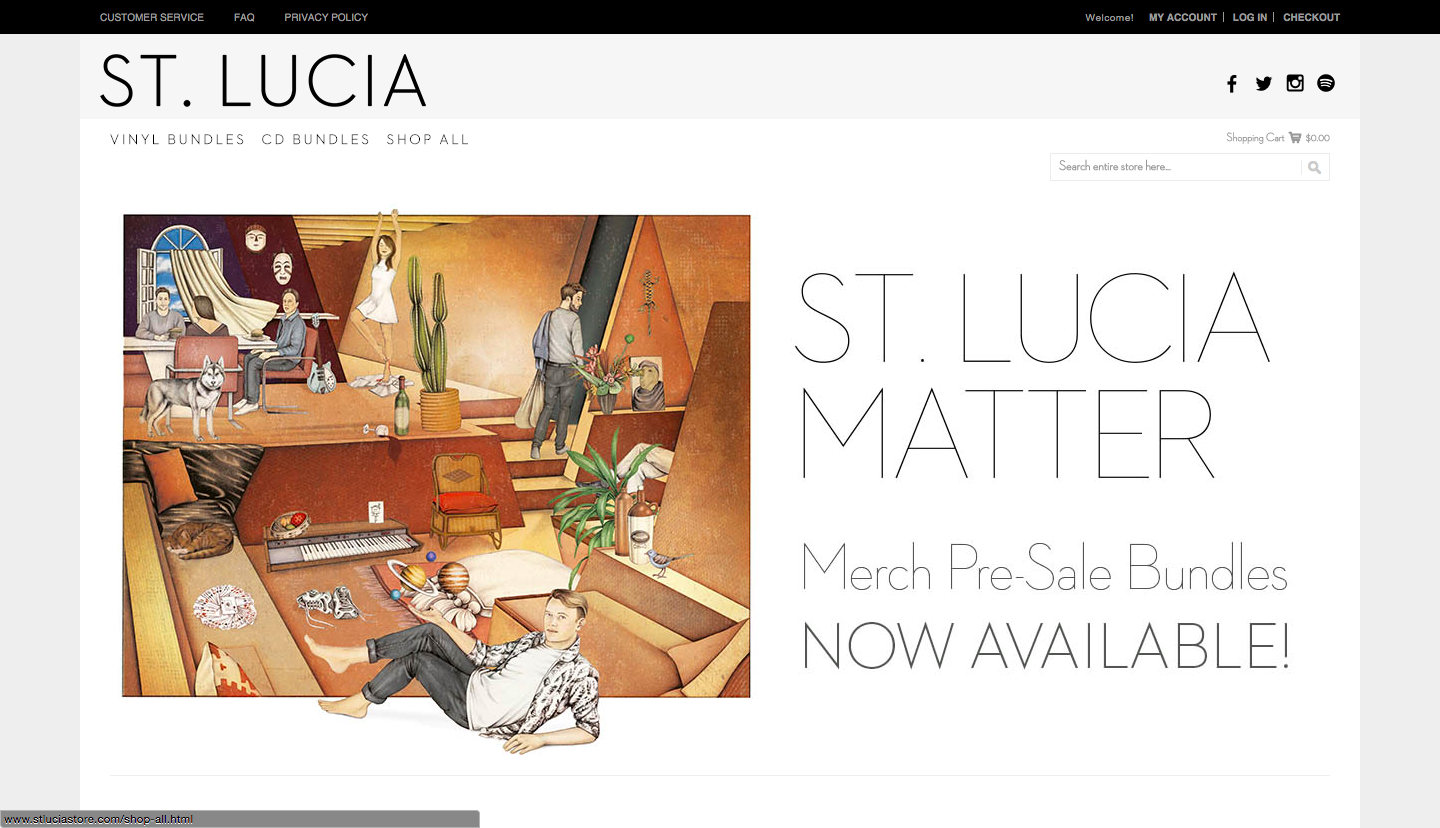 CUSTOMER SERVICE FAQ PRIVACY POLICY Welcome! MY ACCOUNT | LOG IN | CHECKOUT
ST. LUCIA
VINYL BUNDLES CD BUNDLES SHOP ALL
Shopping Cart $0.00
Search entire store here...
ST. LUCIA
MATTER
Merch Pre-Sale Bundles
NOW AVAILABLE!
www.stluciastore.com/shop-all.html